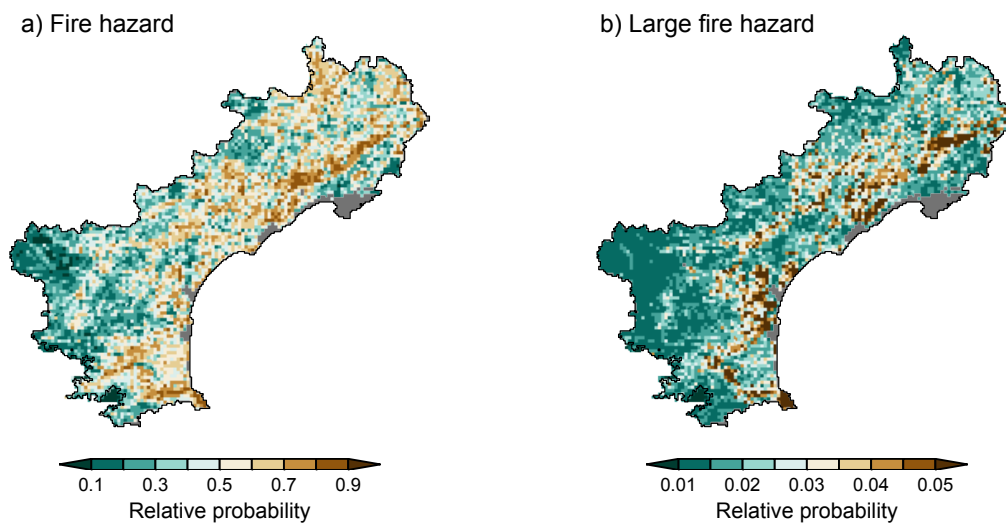 a) Fire hazard
b) Large fire hazard
0.1 0.3 0.5 0.7 0.9
Relative probability
0.01 0.02 0.03 0.04 0.05
Relative probability